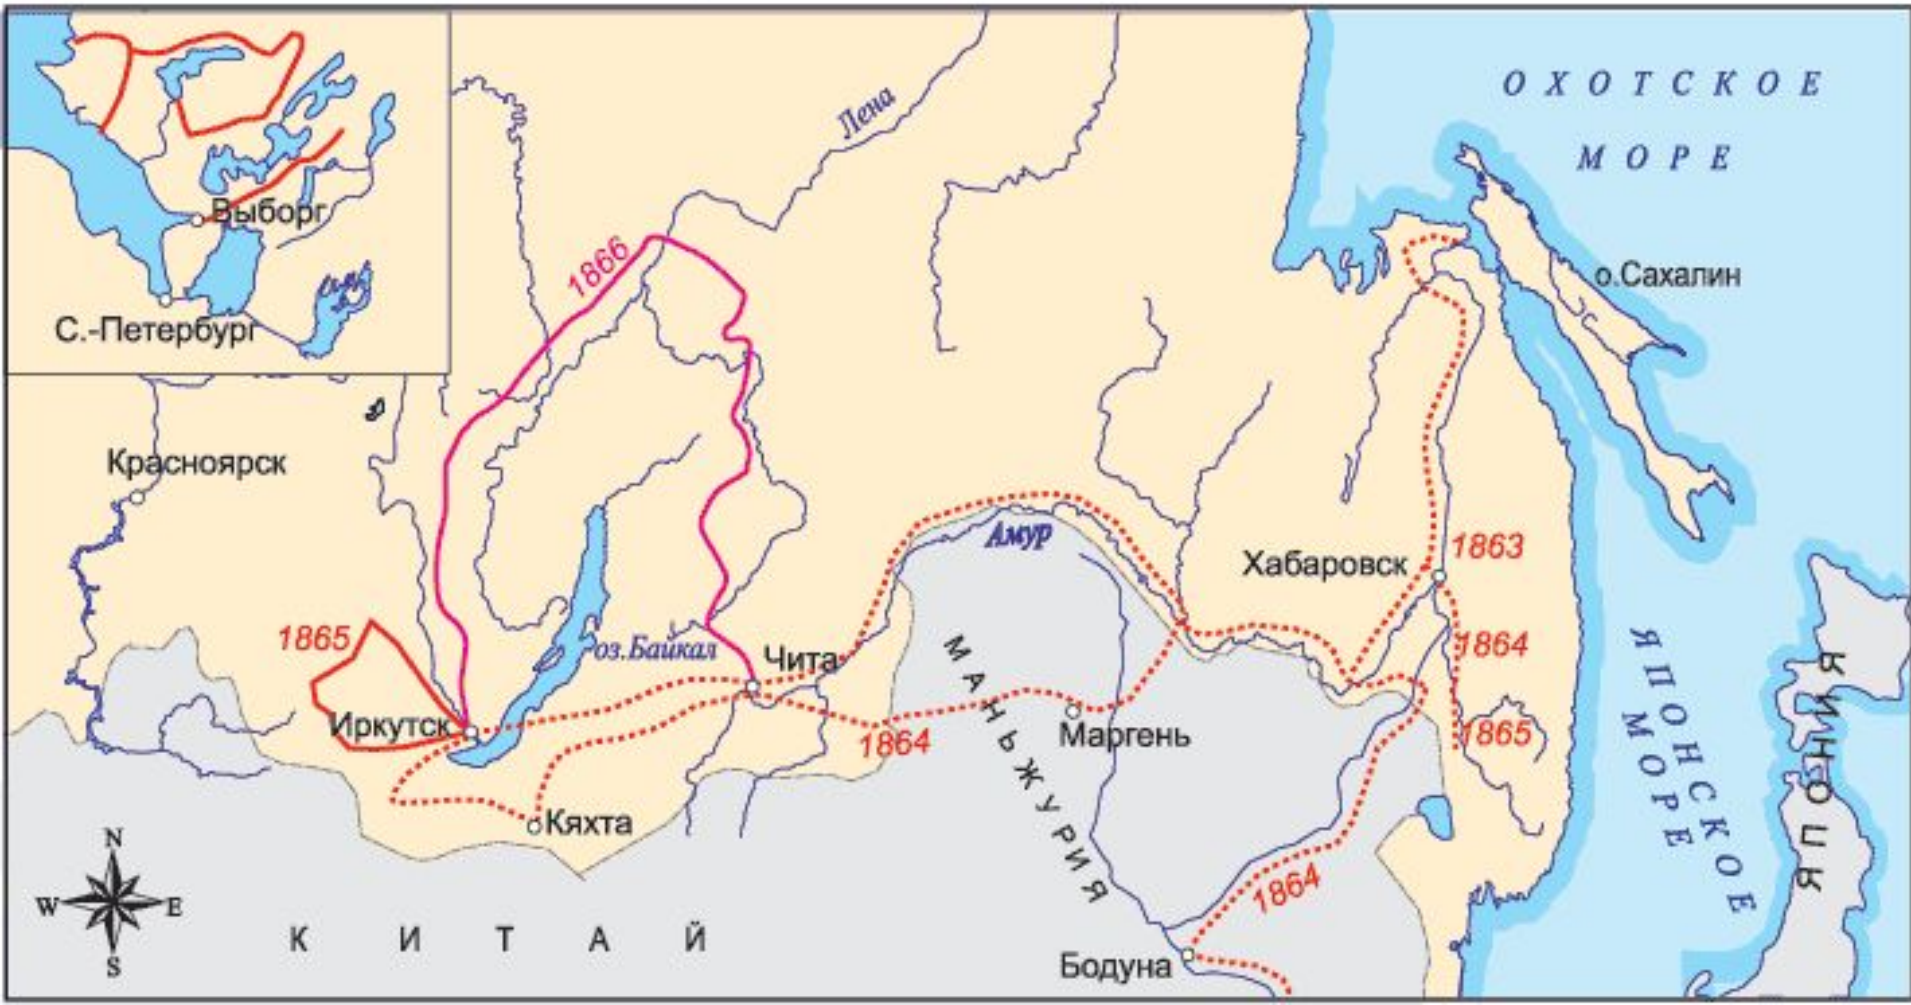 ОХОТСКОЕ
МОРЕ
Лена
Выборг
С.-Петербург
1866
о.Сахалин
Красноярск
Амур
Хабаровск
1863
1865
оз.Байкал
Чита
1864
Иркутск
1864
Маргень
1865
МАНЬЖУРИЯ
ЯПОНСКОЕ
МОРЕ
ЯПОНИЯ
Кяхта
1864
N
W
E
S
КИТАЙ
Бодуна